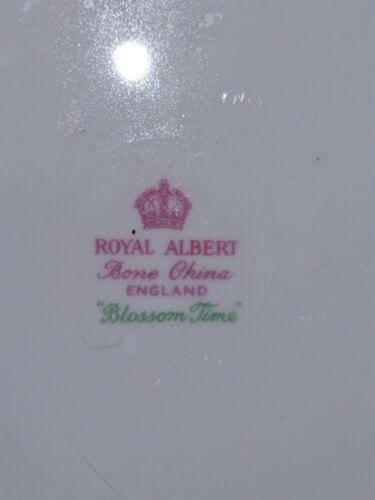 ROYAL ALBERT
Bone China
ENGLAND
"Blossom Time"